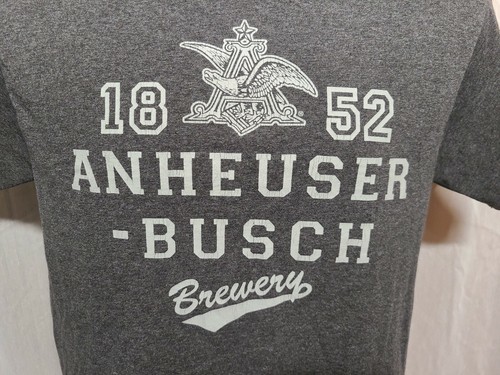 18 52
ANHEUSER
-BUSCH
Brewery